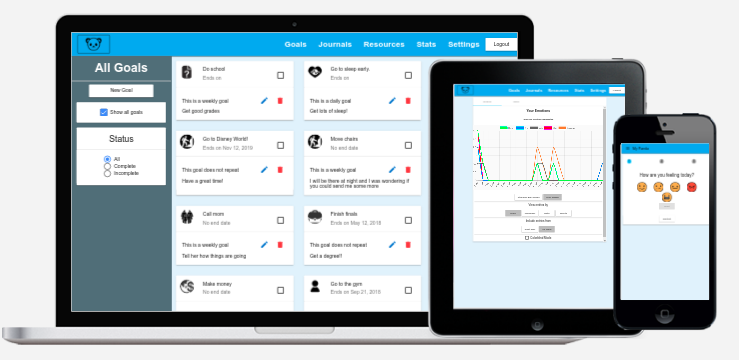 Goals Journals Resources Stats Settings Logout
All Goals
New Goal
Show all goals
Status
All
Complete
Incomplete
Do school
Ends on
This is a weekly goal
Get good grades
Go to sleep early.
Ends on
This is a daily goal
Get lots of sleep!
Go to Disney World!
Ends on Nov 12, 2019
This goal does not repeat
Have a great time!
Move chairs
No end date
This is a weekly goal
I will be there all night and I was wondering if
you could send me some more
Call mom
No end date
This is a weekly goal
Tell her how things are going
Finish finals
Ends on May 12, 2018
This goal does not repeat
Get a degree!!
Make money
No end date
Go to the gym
Ends on Sep 21, 2019
Goals Journals Resources Stats Settings
Your Emotions
View entries by
Include entries from
Colorblind Mode
How are you feeling today?